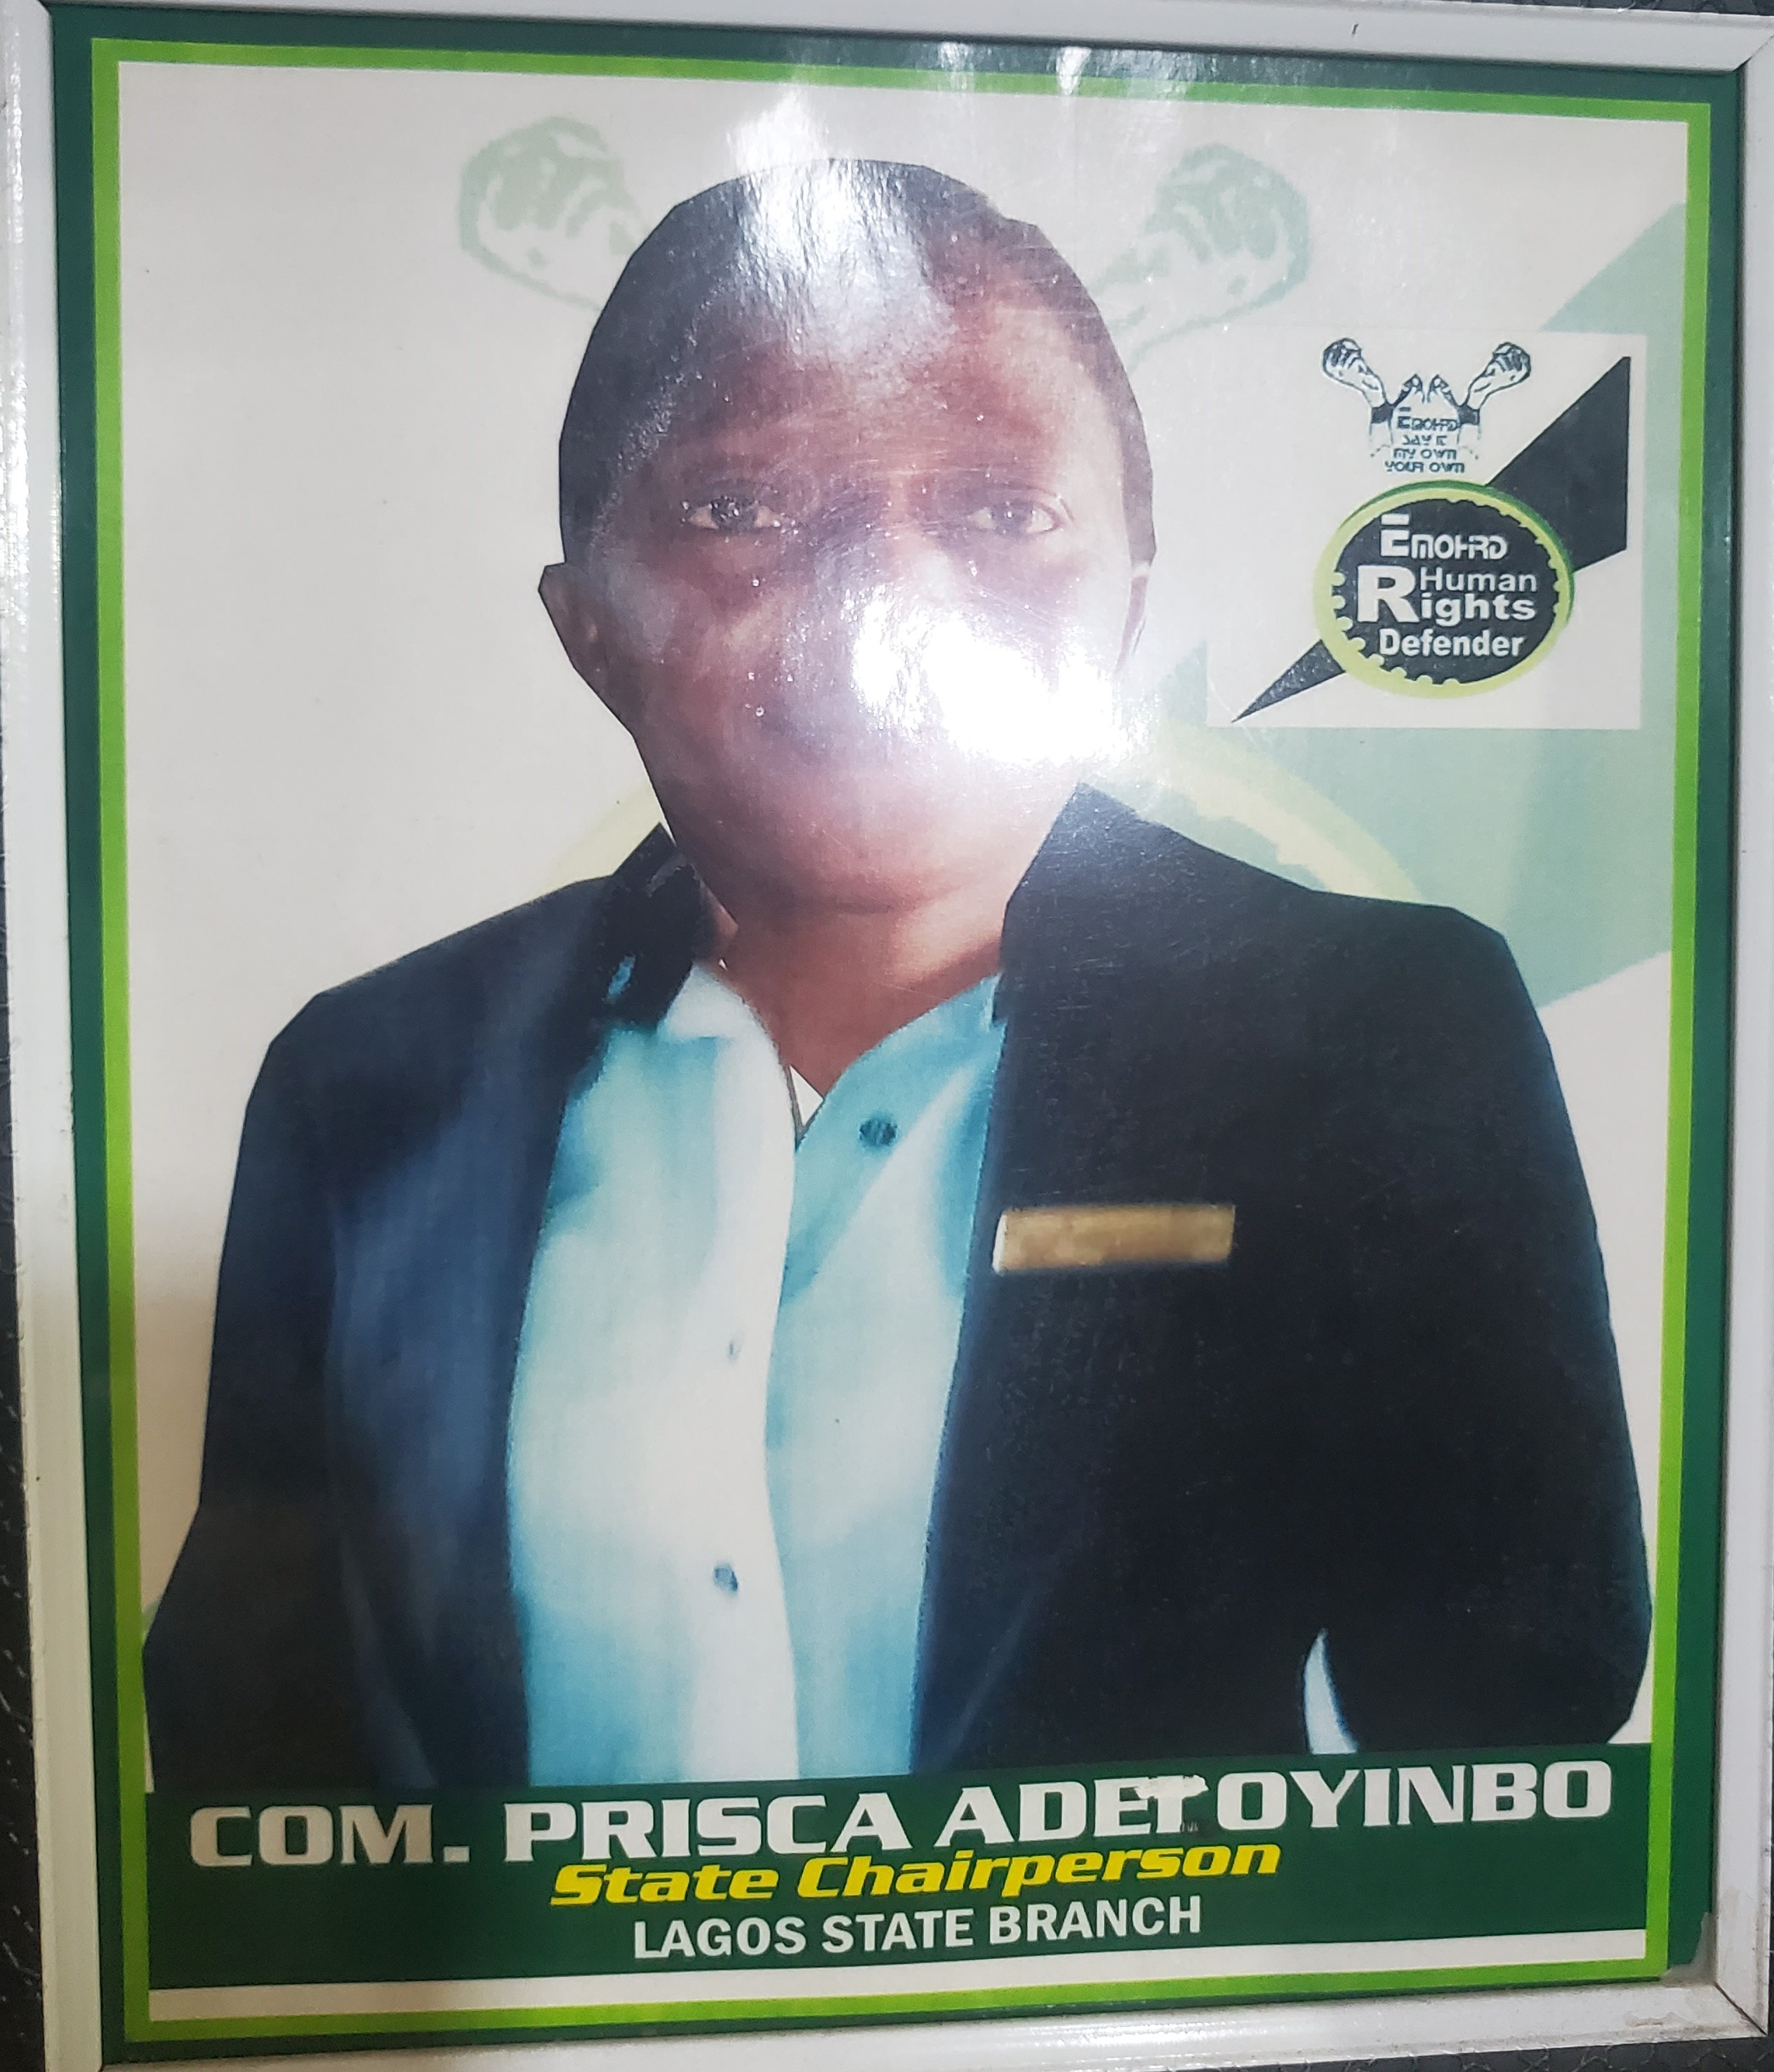 EMOHRD
SAY IT
MY OWN
YOUR OWN
EMOHRD
Human
Rights
Defender
COM. PRISCA OYINBO
State Chairperson
LAGOS STATE BRANCH